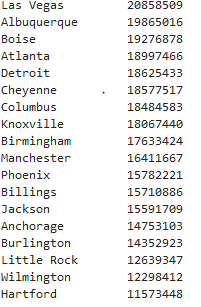 Las Vegas 20858509
Albuquerque 19865016
Boise 19276878
Atlanta 18997466
Detroit 18625433
Cheyenne . 18577517
Columbus 18484583
Knoxville 18067440
Birmingham 17633424
Manchester 16411667
Phoenix 15782221
Billings 15710886
Jackson 15591709
Anchorage 14753103
Burlington 14352923
Little Rock 12639347
Wilmington 12298412
Hartford 11573448